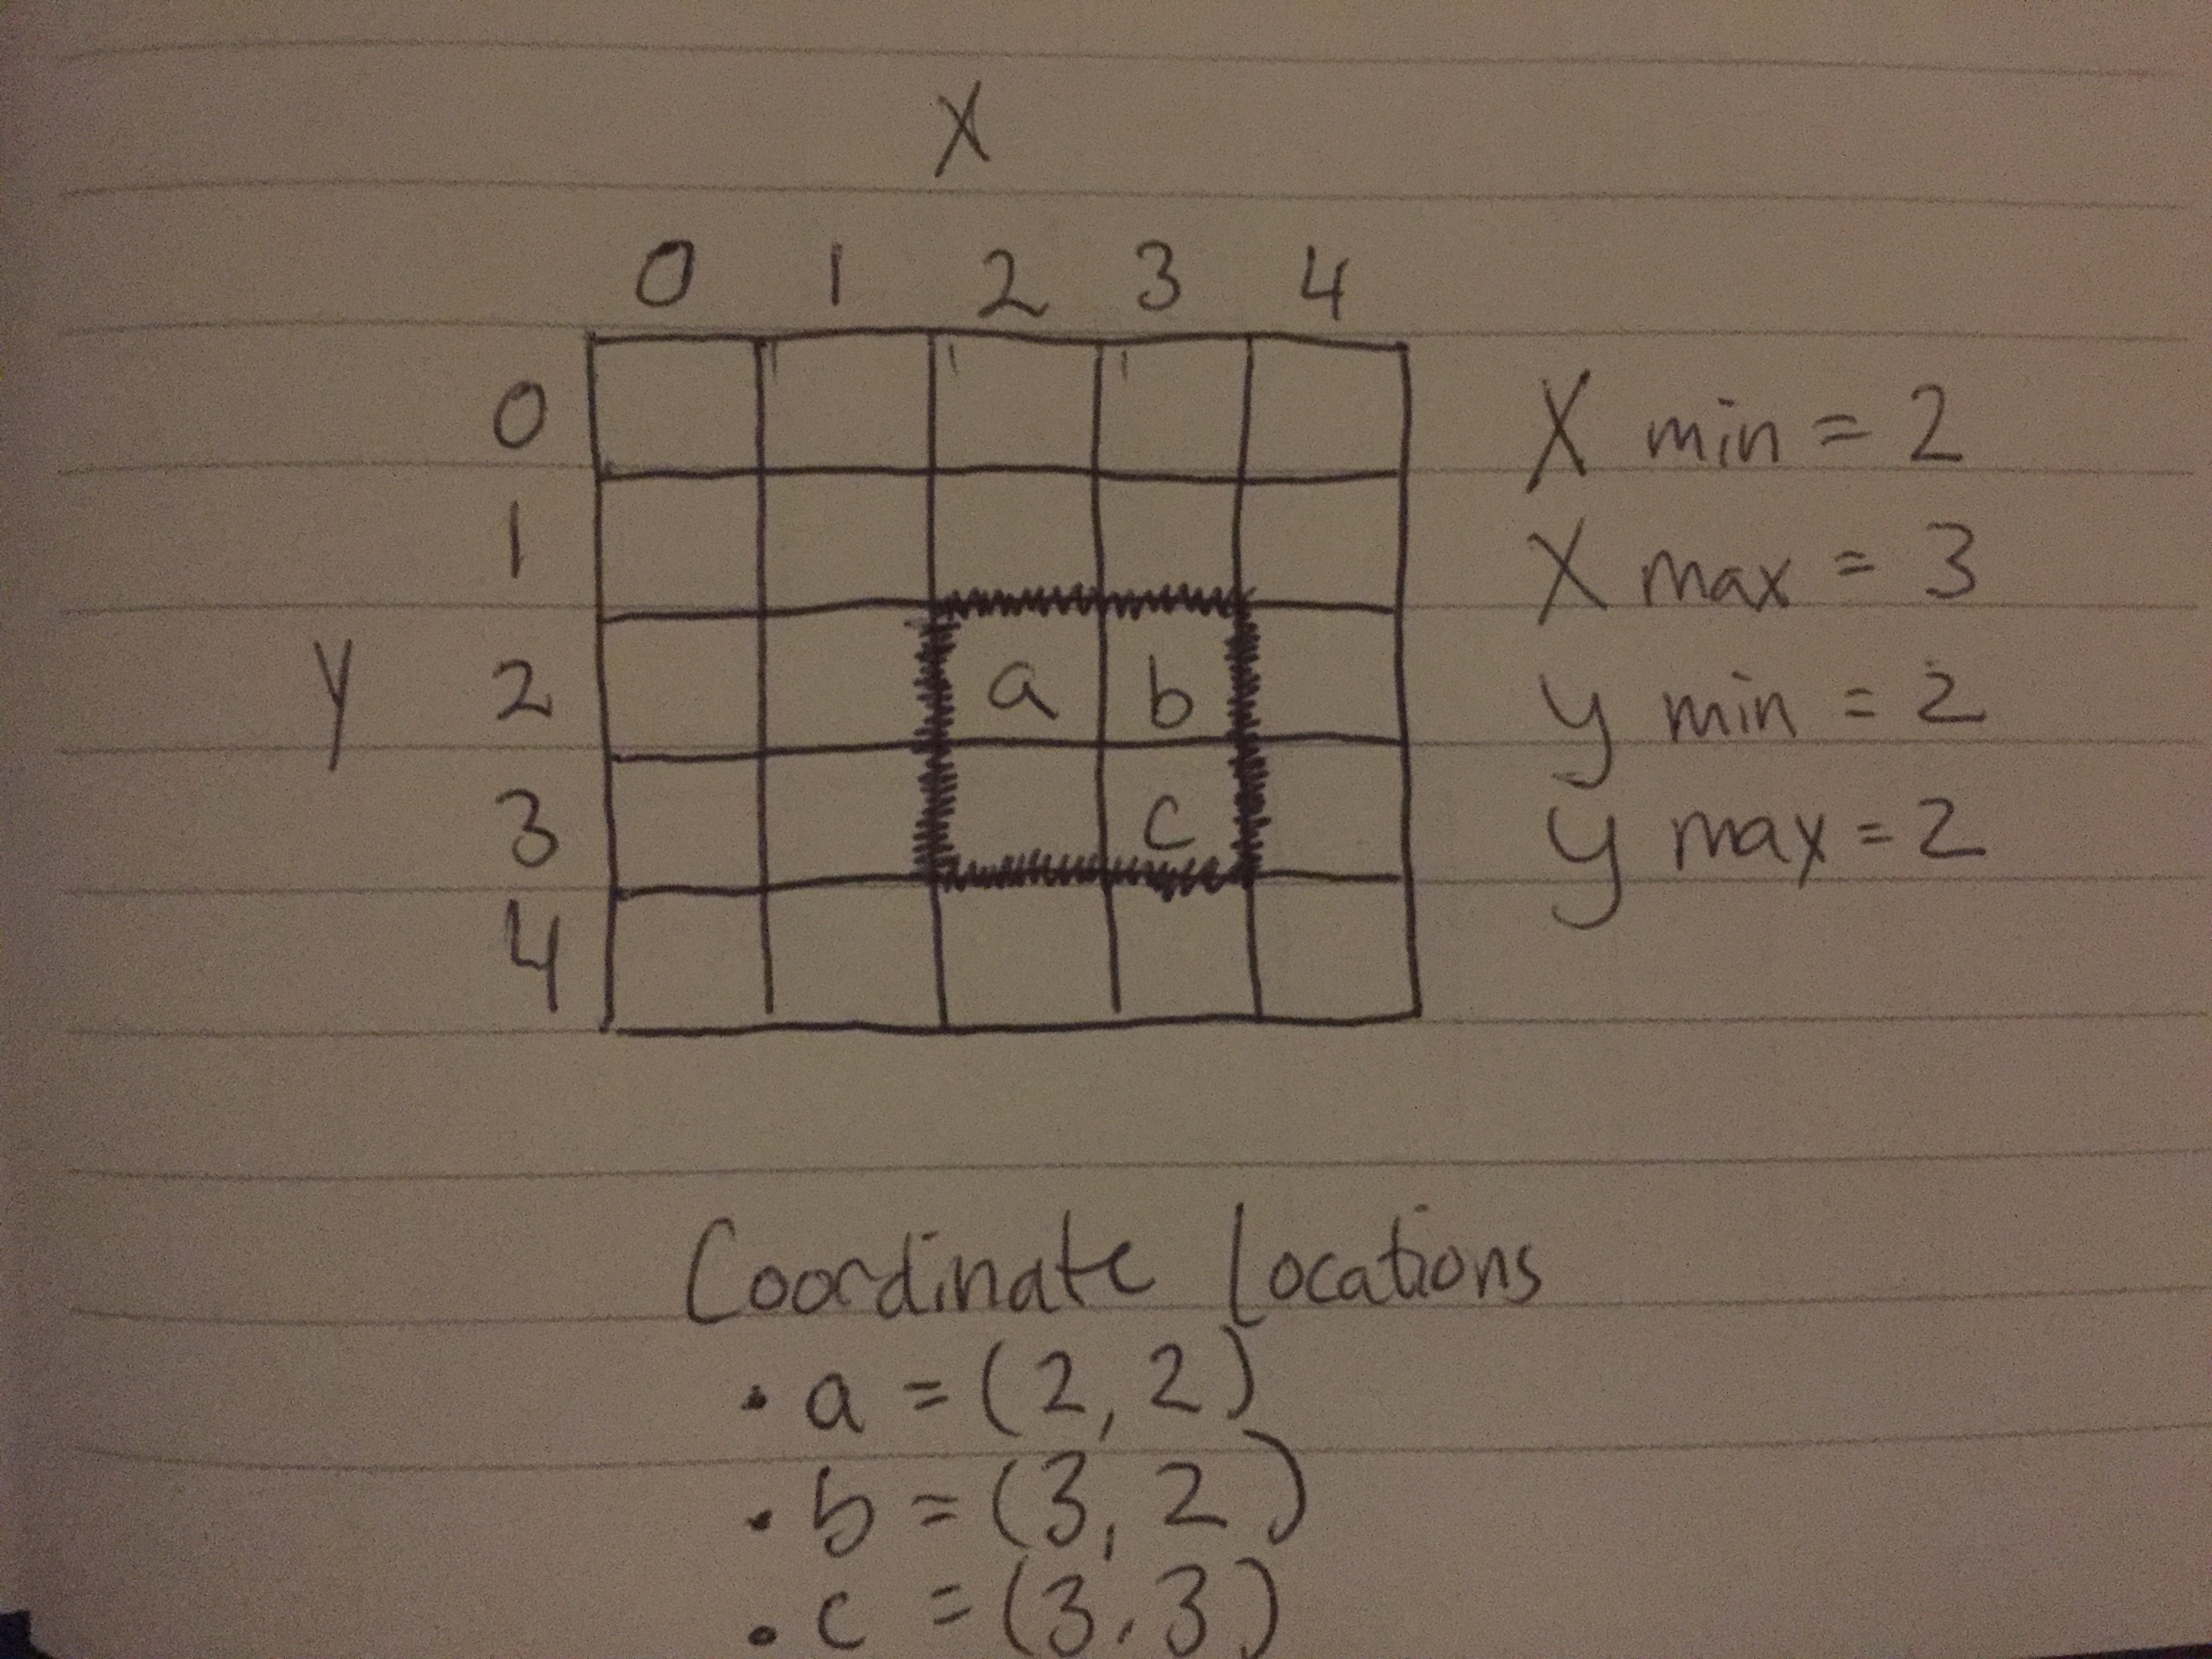 X
0 1 2 3 4
0
1
Y 2 a b
3 c
4
X min = 2
X max = 3
y min = 2
y max = 2
Coordinate Locations
• a = (2, 2)
• b = (3, 2)
• c = (3, 3)